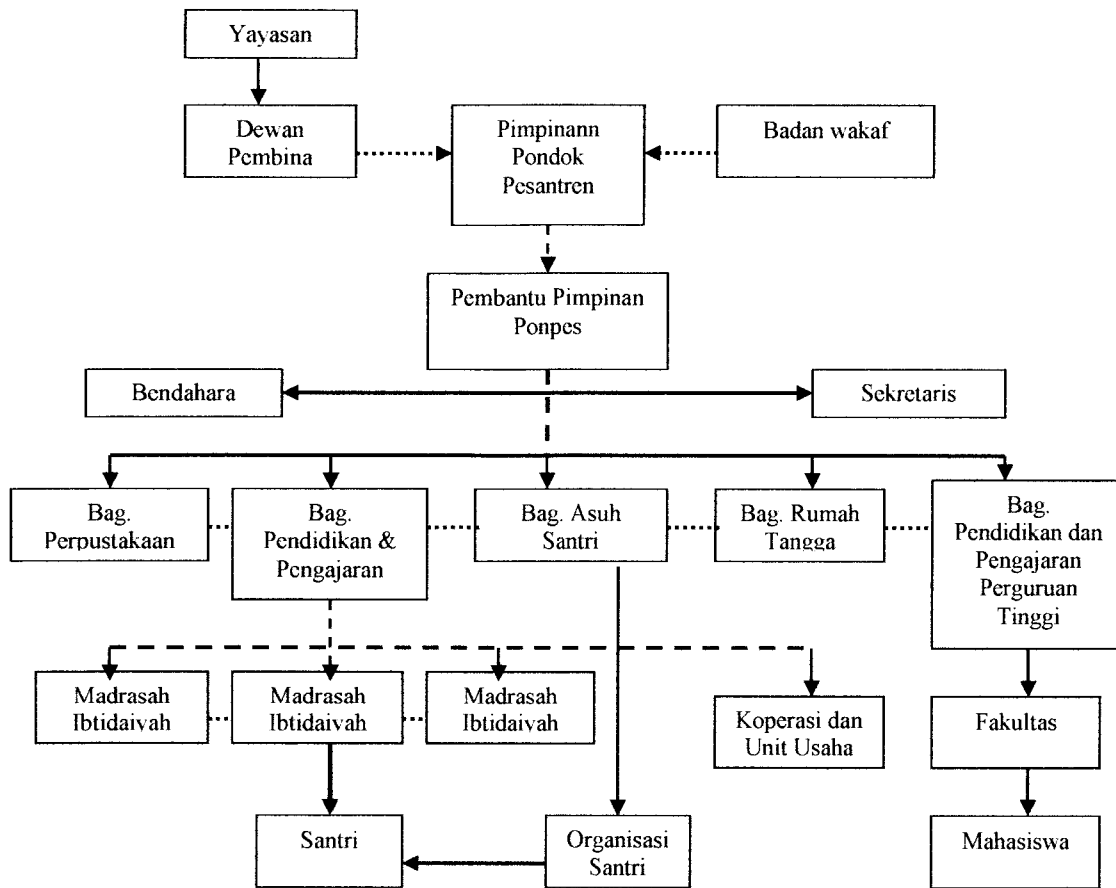 Yayasan
Dewan
Pembina
Pimpinann
Pondok
Pesantren
Badan wakaf
Pembantu Pimpinan
Ponpes
Bendahara
Sekretaris
Bag.
Perpustakaan
Bag.
Pendidikan &
Pengajaran
Bag. Asuh
Santri
Bag. Rumah
Tangga
Bag.
Pendidikan dan
Pengajaran
Perguruan
Tinggi
Madrasah
Ibtidaiyah
Madrasah
Ibtidaiyah
Madrasah
Ibtidaiyah
Koperasi dan
Unit Usaha
Fakultas
Santri
Organisasi
Santri
Mahasiswa